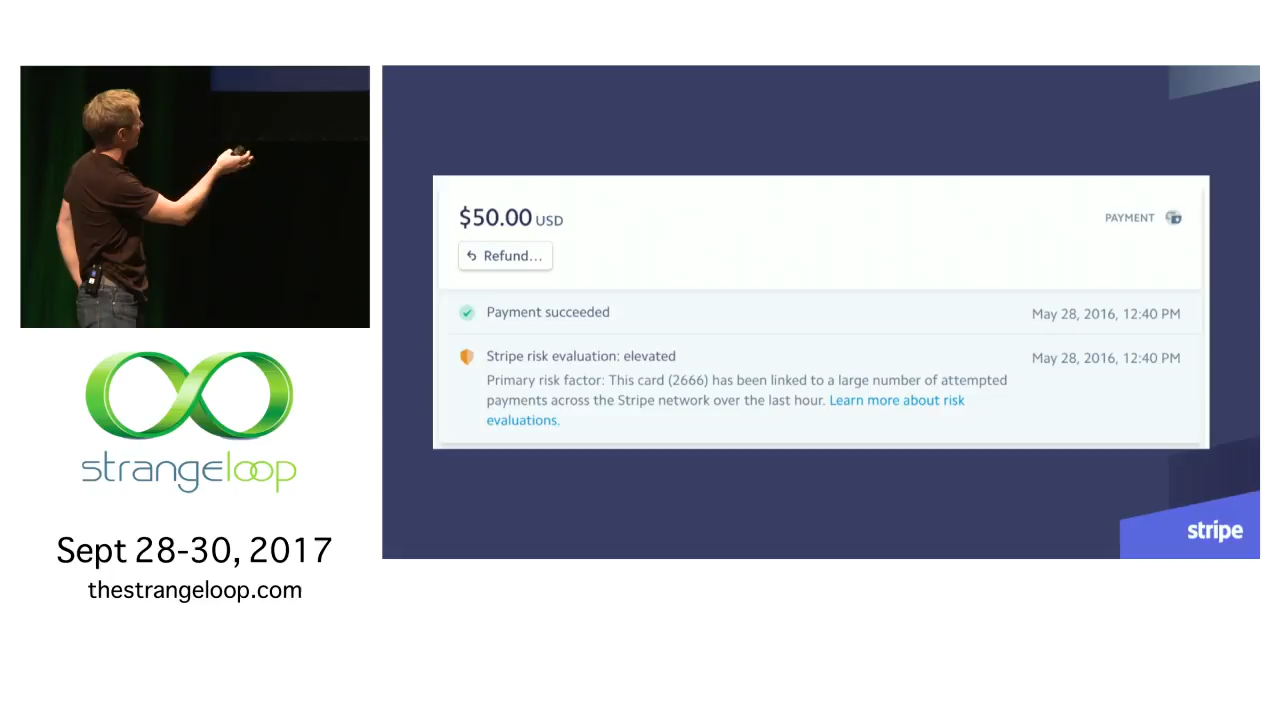 $50.00 USD
PAYMENT
Refund...
Payment succeeded
May 28, 2016, 12:40 PM
Stripe risk evaluation: elevated
May 28, 2016, 12:40 PM
Primary risk factor: This card (2666) has been linked to a large number of attempted
payments across the Stripe network over the last hour. Learn more about risk
evaluations.
stripe
strangeloop
Sept 28-30, 2017
thestrangeloop.com